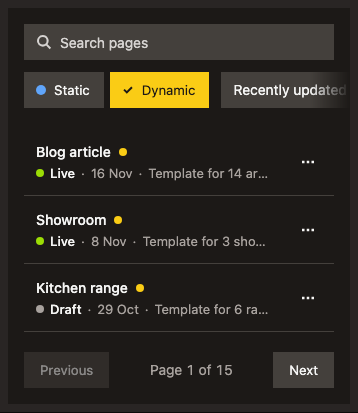 Search pages
Static
Dynamic
Recently updated
Blog article
Live · 16 Nov · Template for 14 ar...
Showroom
Live · 8 Nov · Template for 3 sho...
Kitchen range
Draft · 29 Oct · Template for 6 ra...
Previous
Page 1 of 15
Next